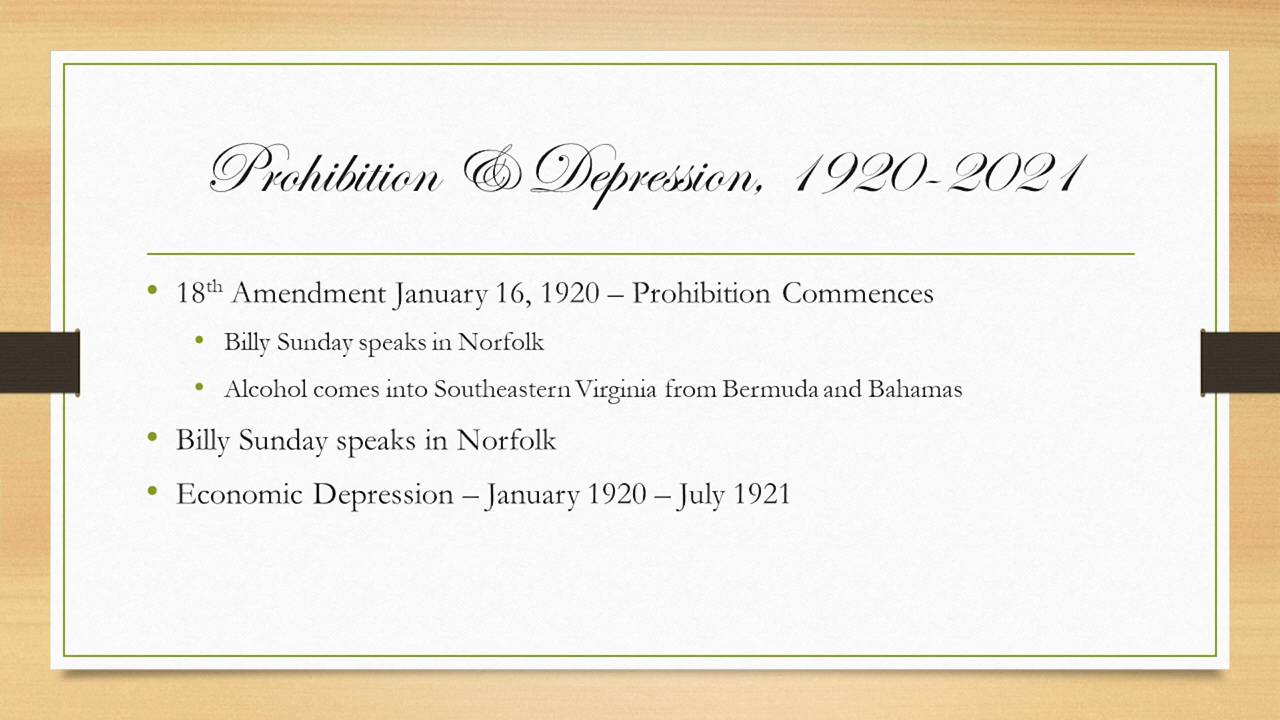 Prohibition & Depression, 1920-2021
• 18th Amendment January 16, 1920 – Prohibition Commences
• Billy Sunday speaks in Norfolk
• Alcohol comes into Southeastern Virginia from Bermuda and Bahamas
• Billy Sunday speaks in Norfolk
• Economic Depression – January 1920 – July 1921